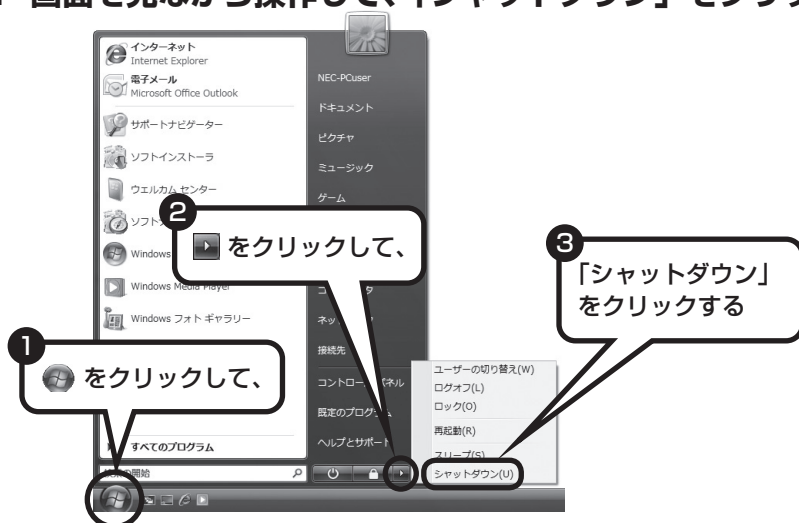 画面を見ながら操作して、「シャットダウン」をクリッ
インターネット
Internet Explorer
電子メール
Microsoft Office Outlook
サポートナビゲーター
ソフトインストーラ
ウェルカム センター
ソフト
Windows
Windows Media Player
Windows フォト ギャラリー
すべてのプログラム
の開始
NEC-PCuser
ドキュメント
ピクチャ
ミュージック
ゲーム
接続先
コントロール パネル
既定のプログラム
ヘルプとサポート
ユーザーの切り替え(W)
ログオフ(L)
ロック(O)
再起動(R)
スリープ(S)
シャットダウン(U)
1
をクリックして、
2
をクリックして、
3
「シャットダウン」
をクリックする